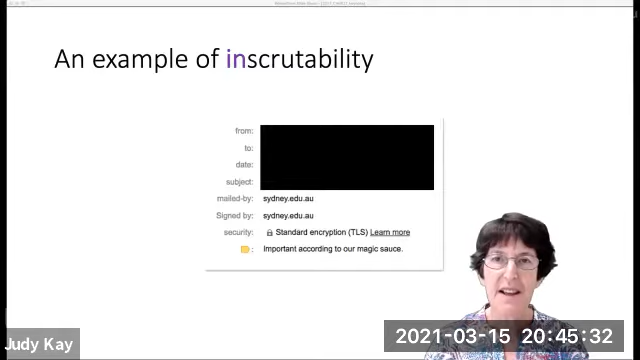 An example of inscrutability
from:
to:
date:
subject:
mailed-by: sydney.edu.au
Signed by: sydney.edu.au
security: Standard encryption (TLS) Learn more
: Important according to our magic sauce.
Judy Kay
2021-03-15 20:45:32